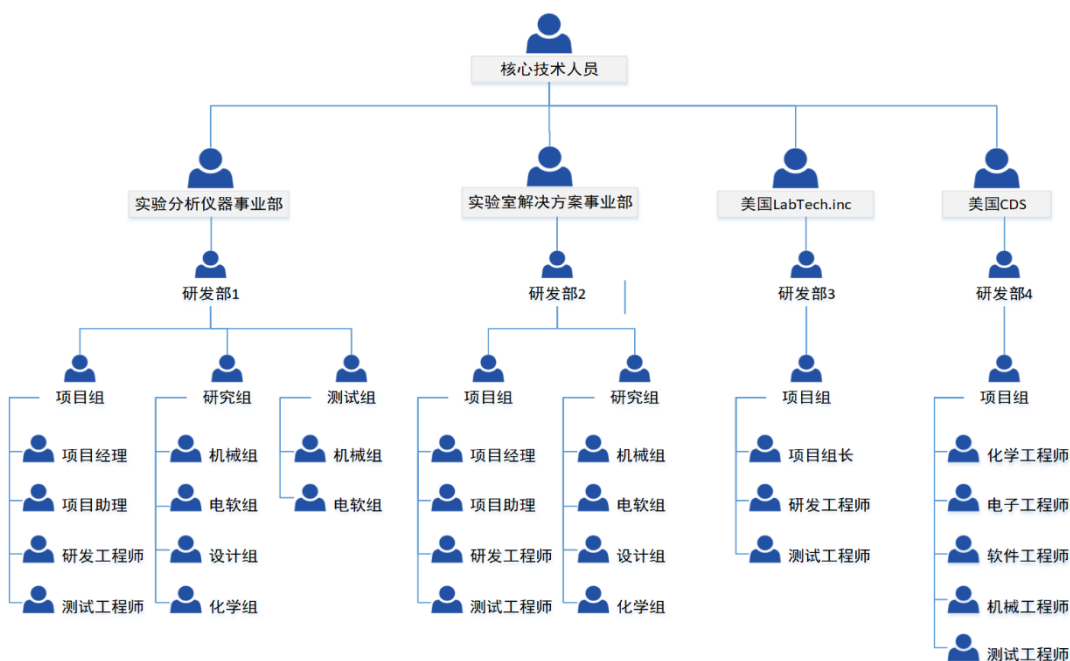 核心技术人员
实验分析仪器事业部
实验室解决方案事业部
美国LabTech.inc
美国CDS
研发部1
研发部2
研发部3
研发部4
项目组
研究组
测试组
项目组
研究组
项目组
项目组
项目经理
机械组
机械组
项目经理
机械组
项目组长
化学工程师
项目助理
电软组
电软组
项目助理
电软组
研发工程师
电子工程师
研发工程师
设计组
研发工程师
设计组
测试工程师
软件工程师
测试工程师
化学组
测试工程师
化学组
机械工程师
测试工程师